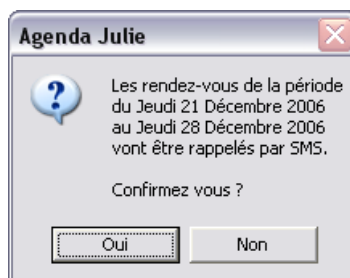 Agenda Julie
Les rendez-vous de la période
du Jeudi 21 Décembre 2006
au Jeudi 28 Décembre 2006
vont être rappelés par SMS.
Confirmez vous ?
Oui
Non